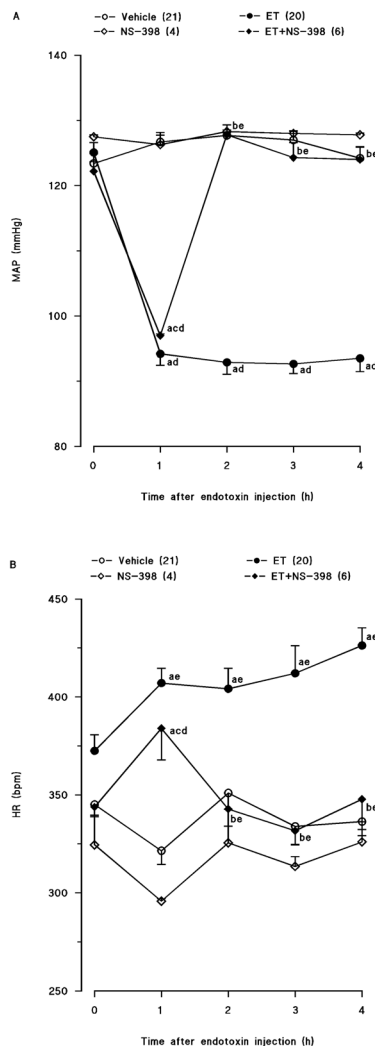 A
Vehicle (21) ET (20)
NS-398 (4) ET+NS-398 (6)
140
120
100
80
MAP (mmHg)
be
be
be
acd
ad
ad
ad
ad
0 1 2 3 4
Time after endotoxin injection (h)
B
Vehicle (21) ET (20)
NS-398 (4) ET+NS-398 (6)
450
400
350
300
250
HR (bpm)
ae
ae
ae
ae
acd
be
be
be
0 1 2 3 4
Time after endotoxin injection (h)